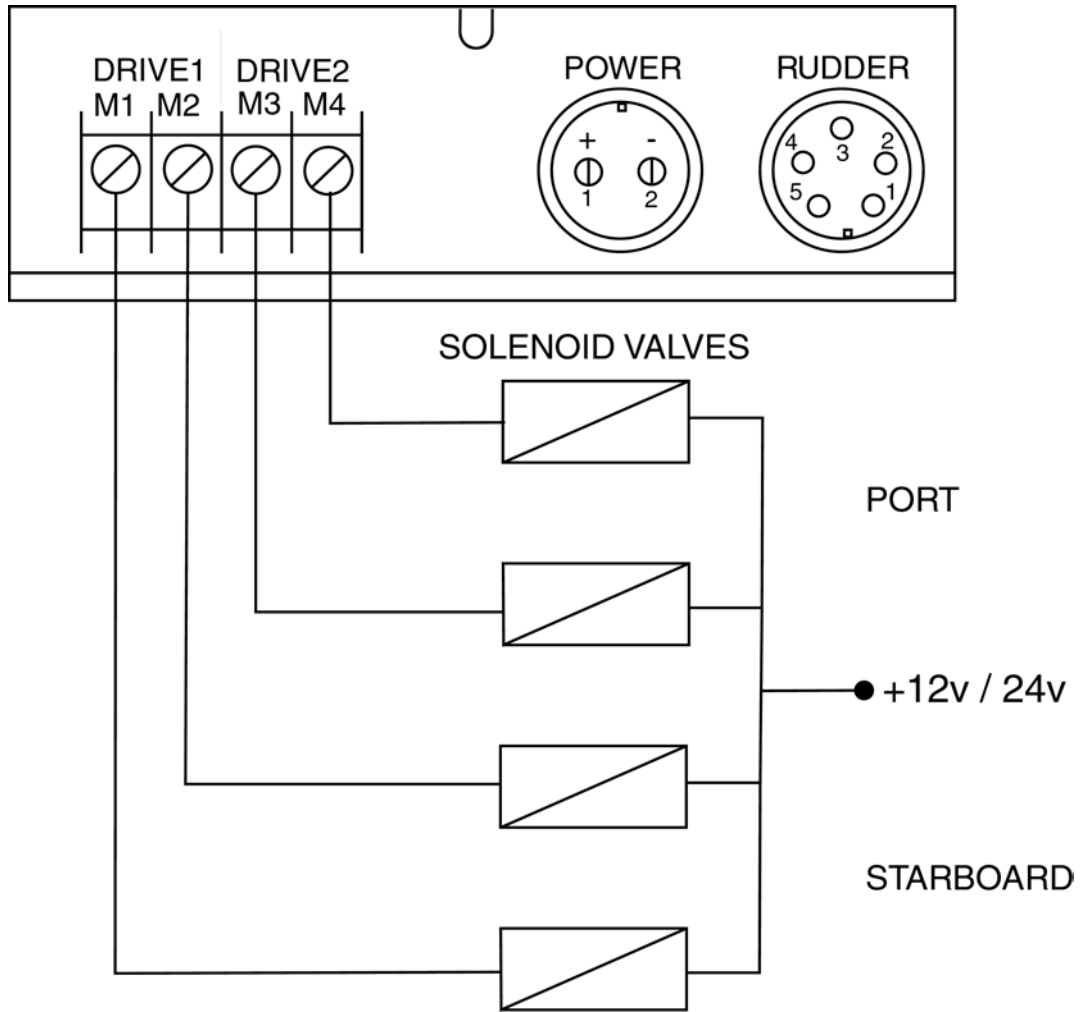 DRIVE1 DRIVE2 POWER RUDDER
M1 M2 M3 M4
+ -
1 2
4 3 2
5 1
SOLENOID VALVES
PORT
+12v / 24v
STARBOARD